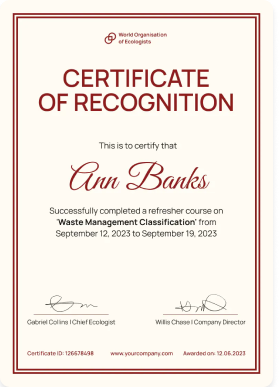 World Organisation
of Ecologists
CERTIFICATE
OF RECOGNITION
This is to certify that
Ann Banks
Successfully completed a refresher course on
'Waste Management Classification' from
September 12, 2023 to September 19, 2023
Gabriel Collins | Chief Ecologist
Willis Chase | Company Director
Certificate ID: 126678498
www.yourcompany.com
Awarded on: 12.06.2023